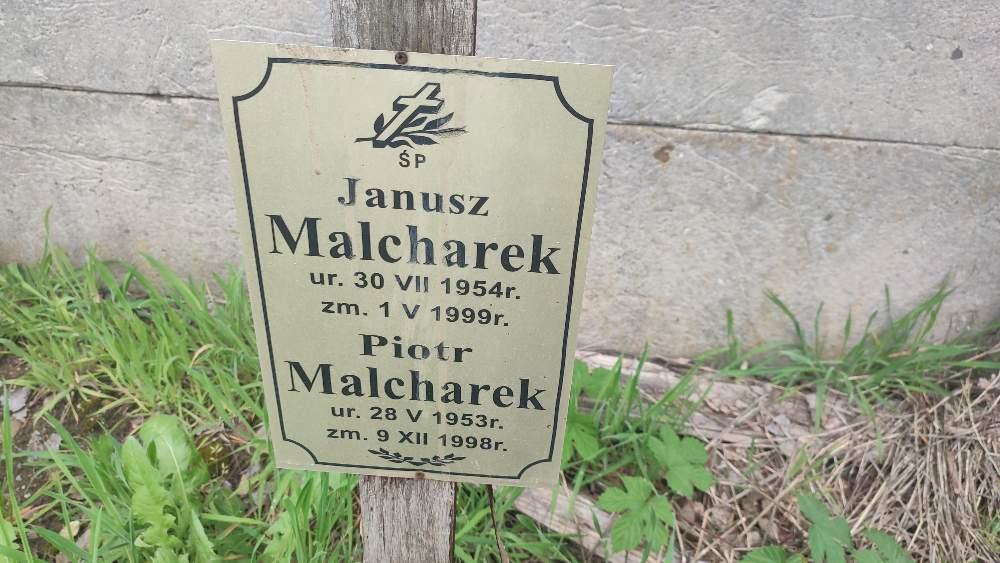 ŚP
Janusz
Malcharek
ur. 30 VII 1954r.
zm. 1 V 1999r.
Piotr
Malcharek
ur. 28 V 1953r.
zm. 9 XII 1998r.